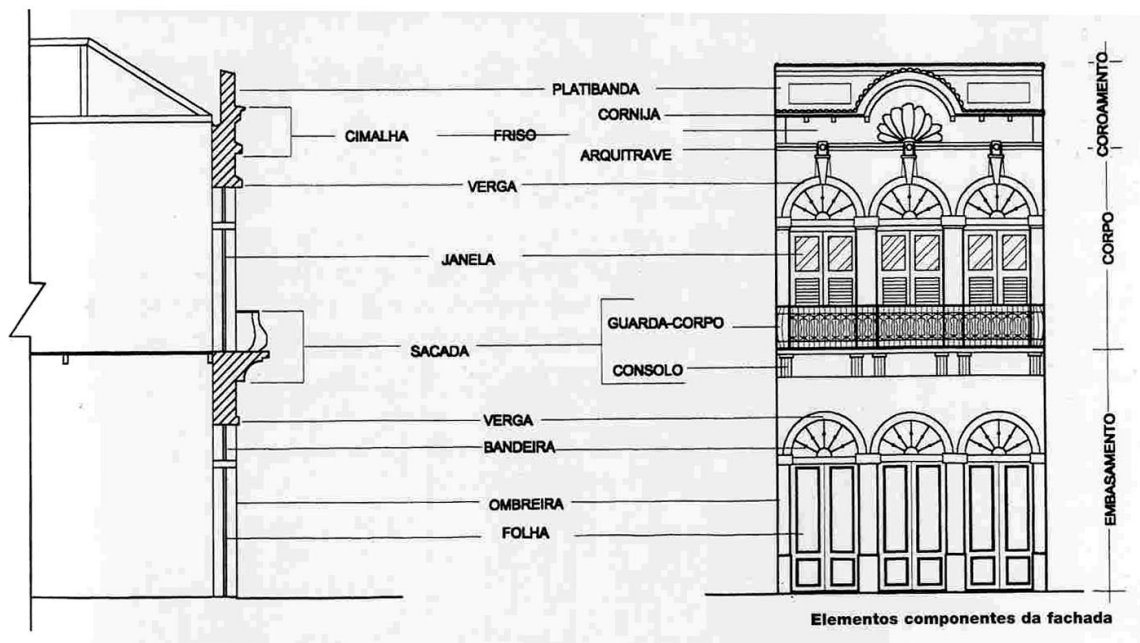 PLATIBANDA
CORNIJA
CIMALHA
FRISO
ARQUITRAVE
VERGA
JANELA
GUARDA-CORPO
SACADA
CONSOLO
VERGA
BANDEIRA
OMBREIRA
FOLHA
COROAMENTO
CORPO
EMBASAMENTO
Elementos componentes da fachada